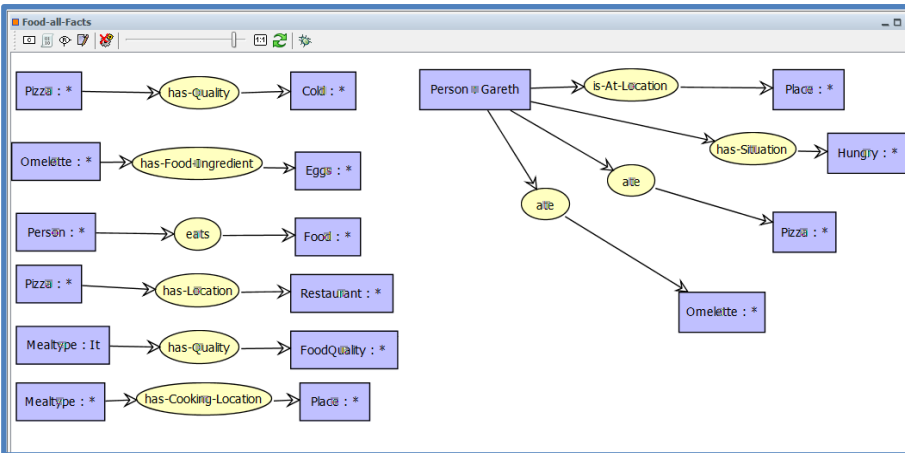 Food-all-Facts
1:1
Pizza : * has-Quality Cold : *
Omelette : * has-Food-Ingredient Eggs : *
Person : * eats Food : *
Pizza : * has-Location Restaurant : *
Mealtype : It has-Quality FoodQuality : *
Mealtype : * has-Cooking-Location Place : *
Person : Gareth is-At-Location Place : *
has-Situation Hungry : *
ate Pizza : *
ate Omelette : *